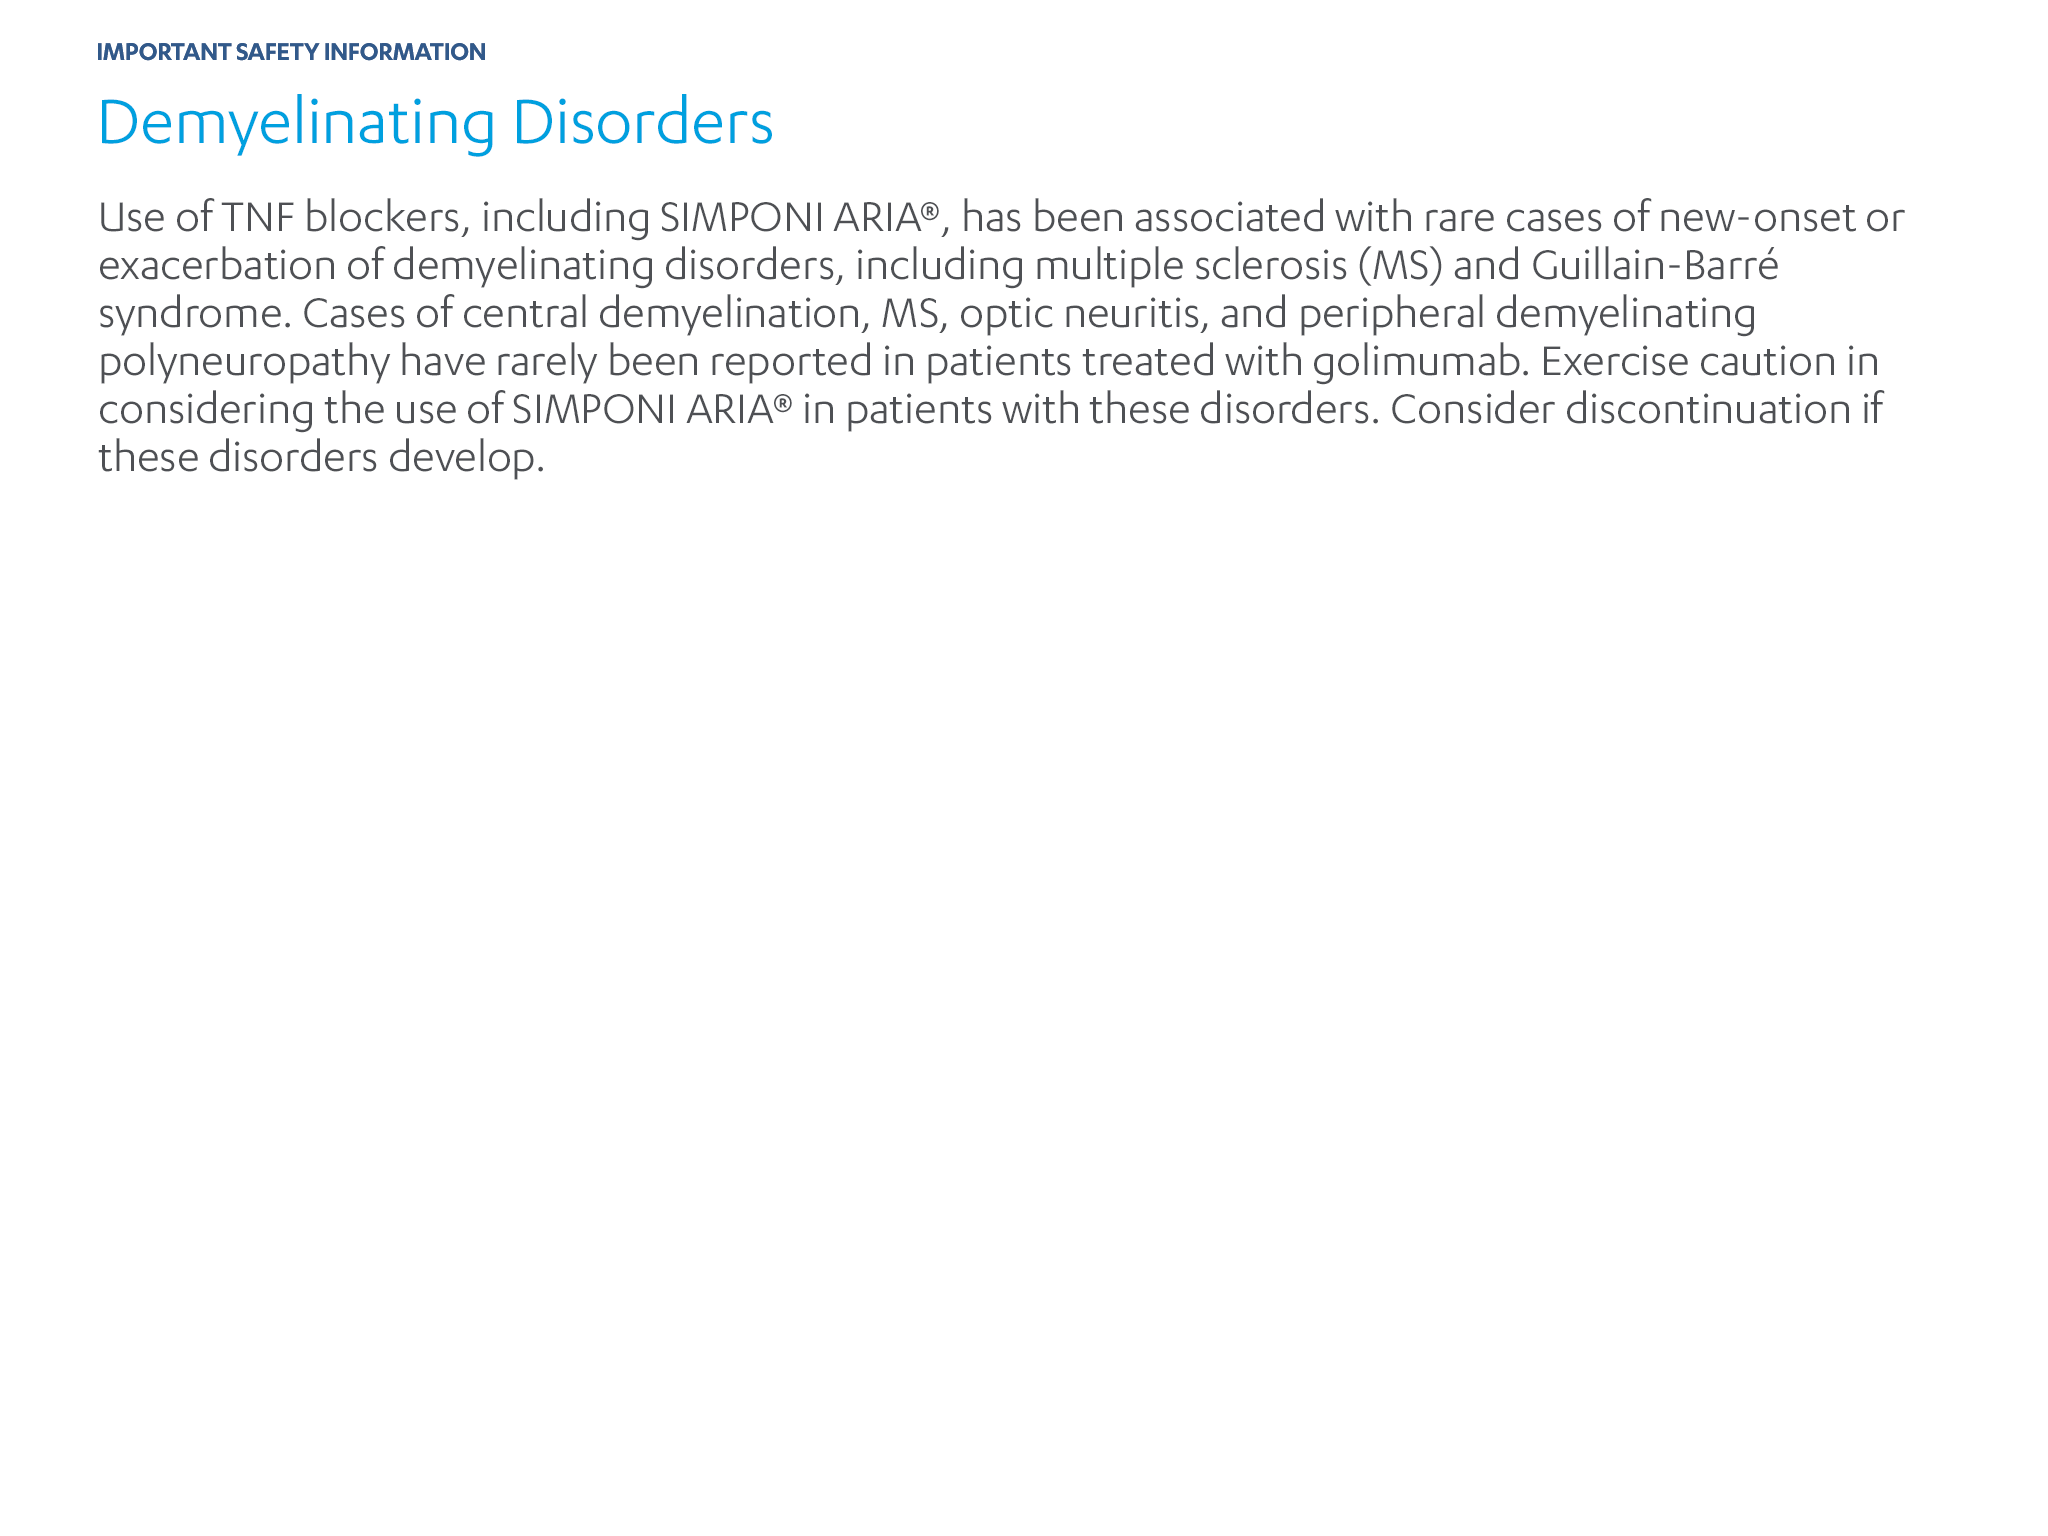 IMPORTANT SAFETY INFORMATION
Demyelinating Disorders
Use of TNF blockers, including SIMPONI ARIA®, has been associated with rare cases of new-onset or
exacerbation of demyelinating disorders, including multiple sclerosis (MS) and Guillain-Barré
syndrome. Cases of central demyelination, MS, optic neuritis, and peripheral demyelinating
polyneuropathy have rarely been reported in patients treated with golimumab. Exercise caution in
considering the use of SIMPONI ARIA® in patients with these disorders. Consider discontinuation if
these disorders develop.